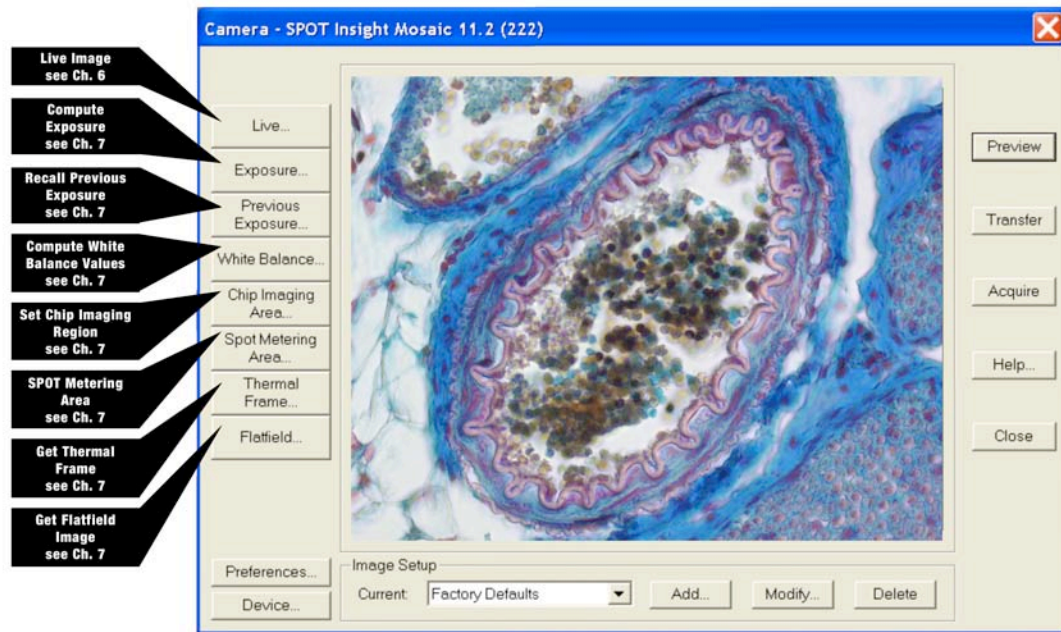 Camera - SPOT Insight Mosaic 11.2 (222)
Live Image
see Ch. 6
Compute
Exposure
see Ch. 7
Recall Previous
Exposure
see Ch. 7
Compute White
Balance Values
see Ch. 7
Set Chip Imaging
Region
see Ch. 7
SPOT Metering
Area
see Ch. 7
Get Thermal
Frame
see Ch. 7
Get Flatfield
Image
see Ch. 7
Live...
Exposure...
Previous
Exposure...
White Balance...
Chip Imaging
Area...
Spot Metering
Area...
Thermal
Frame...
Flatfield...
Preferences...
Device...
Preview
Transfer
Acquire
Help...
Close
Image Setup
Current:
Factory Defaults
Add...
Modify...
Delete